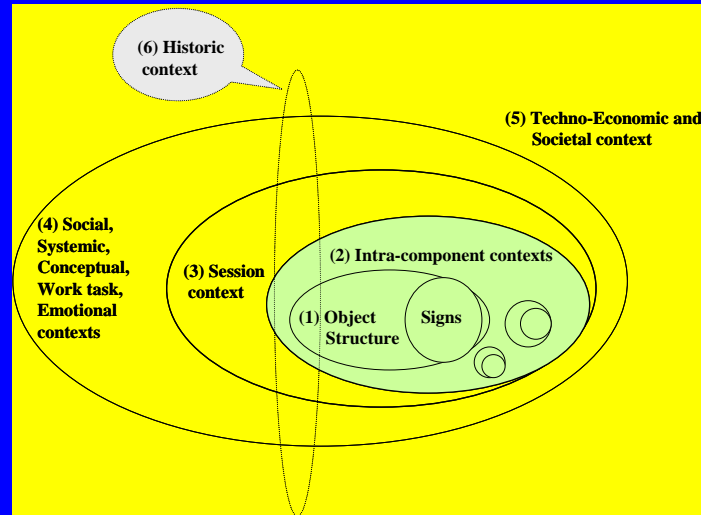 (6) Historic
context
(5) Techno-Economic and
Societal context
(4) Social,
Systemic,
Conceptual,
Work task,
Emotional
contexts
(3) Session
context
(2) Intra-component contexts
(1) Object
Structure
Signs